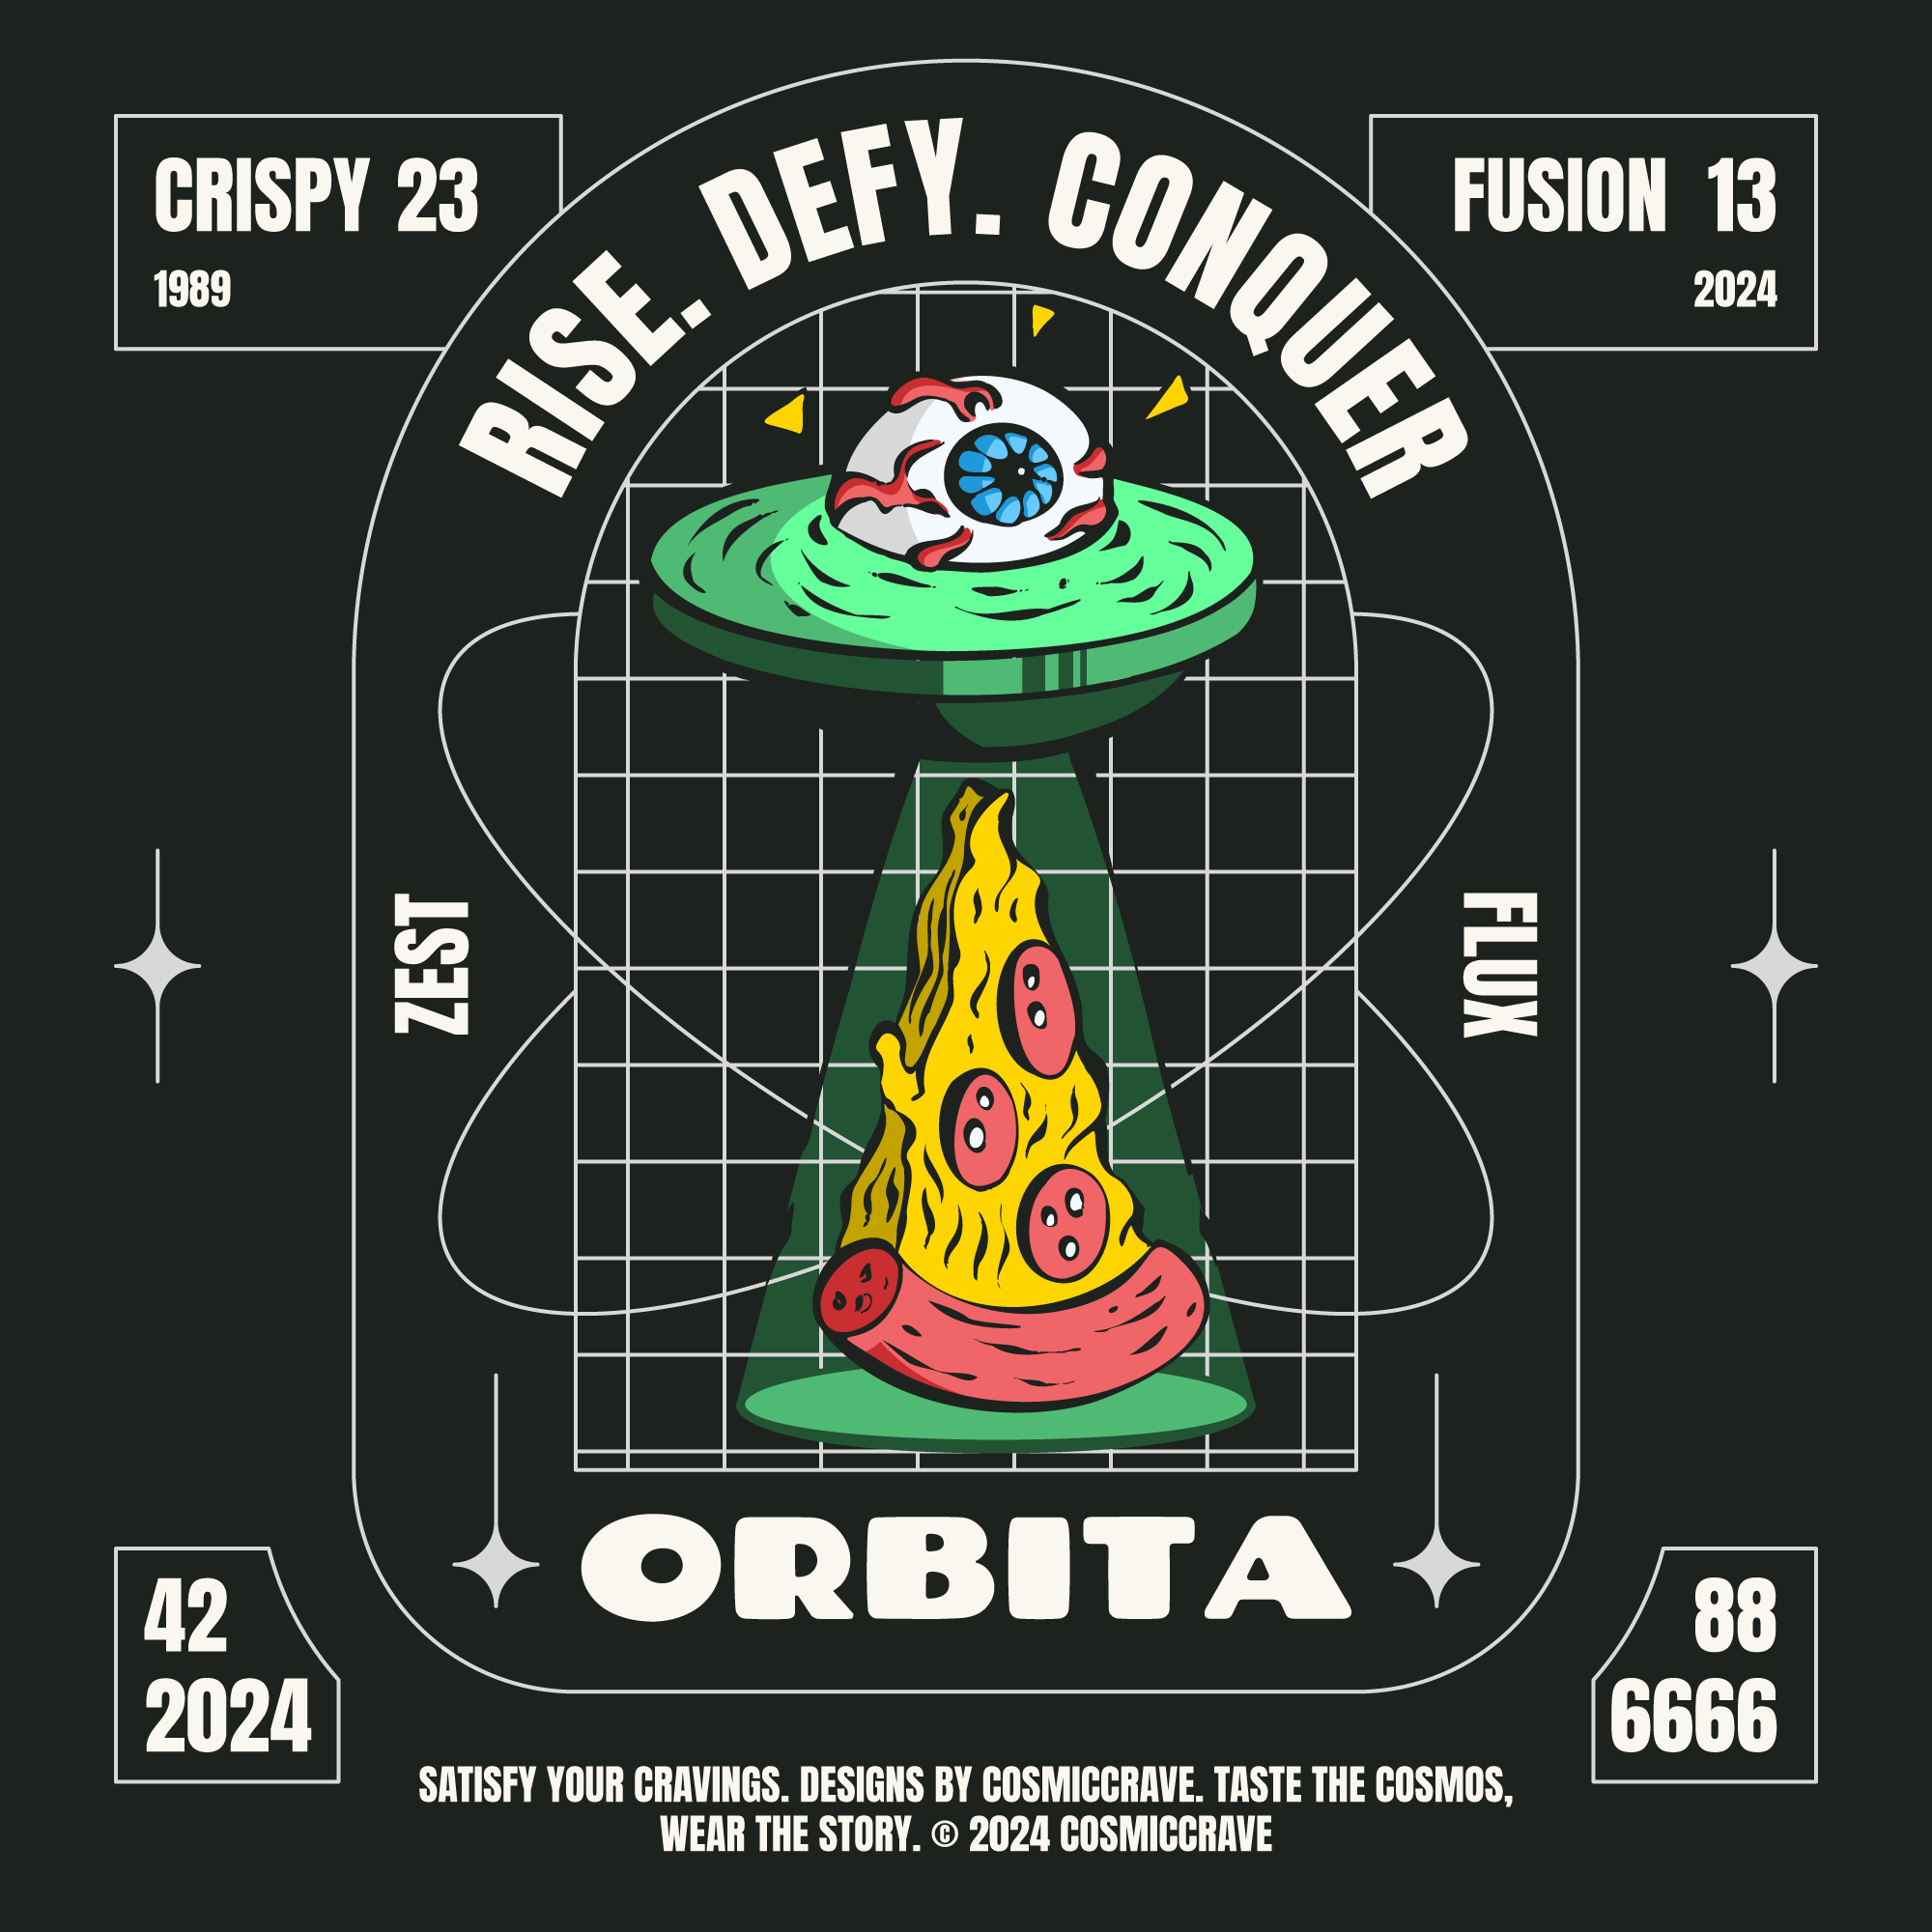 CRISPY 23
1989
FUSION 13
2024
RISE. DEFY. CONQUER
ZEST
FLUX
ORBITA
42
2024
88
6666
SATISFY YOUR CRAVINGS. DESIGNS BY COSMICCRAVE. TASTE THE COSMOS,
WEAR THE STORY. © 2024 COSMICCRAVE